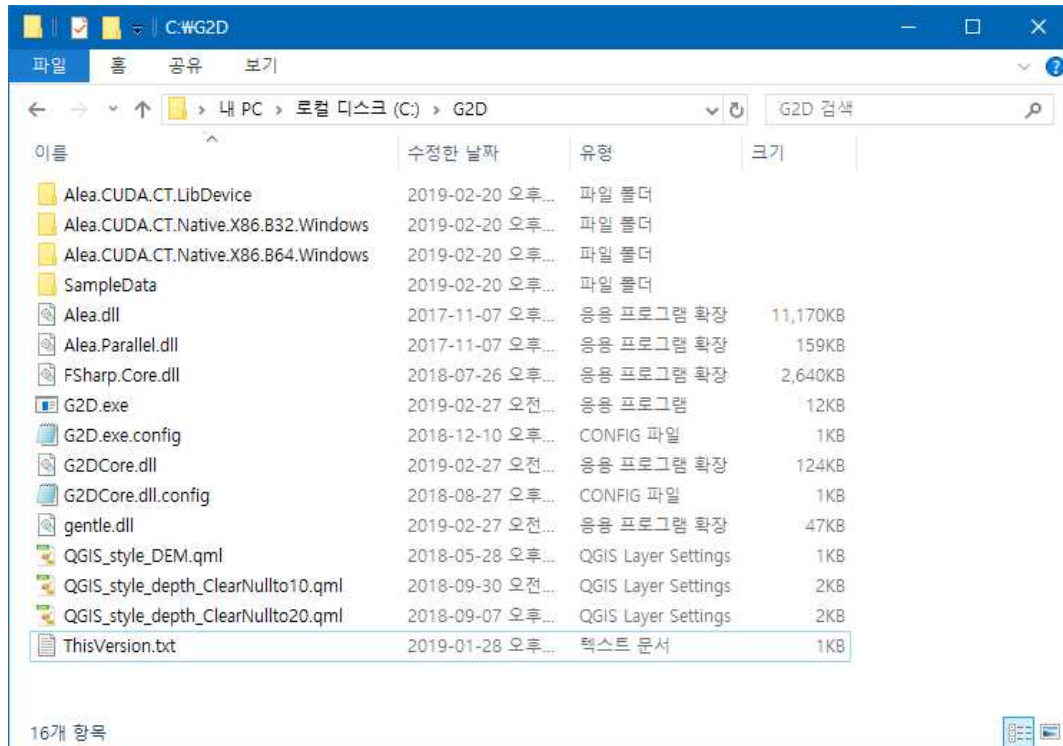 C:₩G2D
파일 홈 공유 보기
내 PC > 로컬 디스크 (C:) > G2D G2D 검색
이름 수정한 날짜 유형 크기
Alea.CUDA.CT.LibDevice 2019-02-20 오후... 파일 폴더
Alea.CUDA.CT.Native.X86.B32.Windows 2019-02-20 오후... 파일 폴더
Alea.CUDA.CT.Native.X86.B64.Windows 2019-02-20 오후... 파일 폴더
SampleData 2019-02-20 오후... 파일 폴더
Alea.dll 2017-11-07 오후... 응용 프로그램 확장 11,170KB
Alea.Parallel.dll 2017-11-07 오후... 응용 프로그램 확장 159KB
FSharp.Core.dll 2018-07-26 오후... 응용 프로그램 확장 2,640KB
G2D.exe 2019-02-27 오전... 응용 프로그램 12KB
G2D.exe.config 2018-12-10 오후... CONFIG 파일 1KB
G2DCore.dll 2019-02-27 오전... 응용 프로그램 확장 124KB
G2DCore.dll.config 2018-08-27 오후... CONFIG 파일 1KB
gentle.dll 2019-02-27 오전... 응용 프로그램 확장 47KB
QGIS_style_DEM.qml 2018-05-28 오후... QGIS Layer Settings 1KB
QGIS_style_depth_ClearNullto10.qml 2018-09-30 오전... QGIS Layer Settings 2KB
QGIS_style_depth_ClearNullto20.qml 2018-09-07 오후... QGIS Layer Settings 2KB
ThisVersion.txt 2019-01-28 오후... 텍스트 문서 1KB
16개 항목